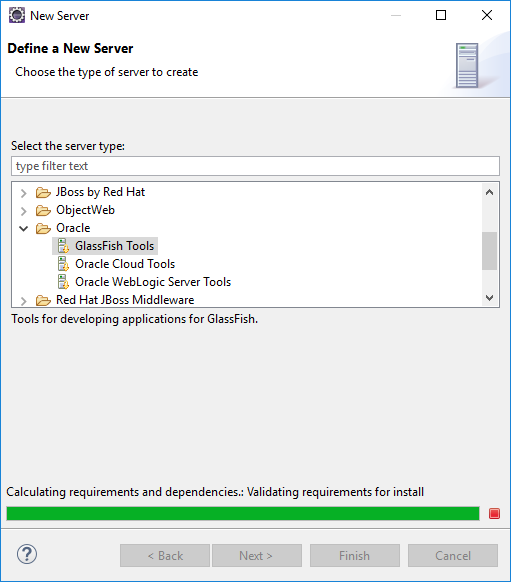 New Server
Define a New Server
Choose the type of server to create
Select the server type:
type filter text
JBoss by Red Hat
ObjectWeb
Oracle
GlassFish Tools
Oracle Cloud Tools
Oracle WebLogic Server Tools
Red Hat JBoss Middleware
Tools for developing applications for GlassFish.
Calculating requirements and dependencies.: Validating requirements for install
?
< Back
Next >
Finish
Cancel